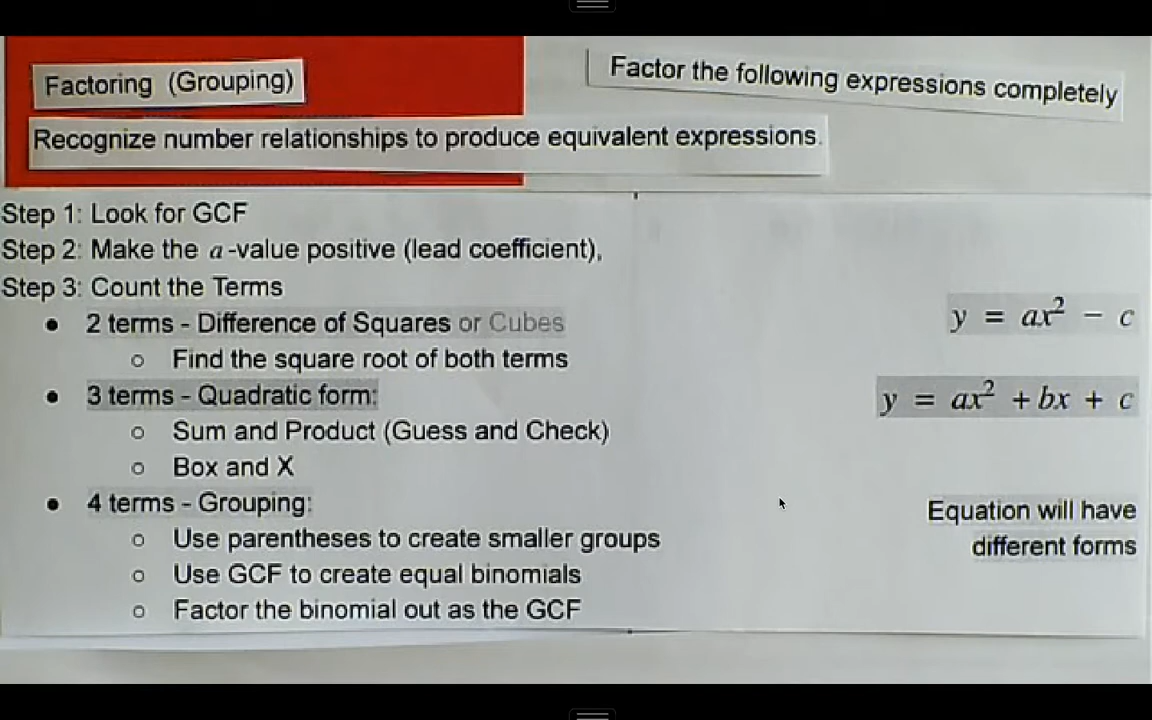 Factoring (Grouping)
Factor the following expressions completely
Recognize number relationships to produce equivalent expressions.
Step 1: Look for GCF
Step 2: Make the a-value positive (lead coefficient),
Step 3: Count the Terms
● 2 terms - Difference of Squares or Cubes
y = ax² − c
○ Find the square root of both terms
● 3 terms - Quadratic form:
y = ax² + bx + c
○ Sum and Product (Guess and Check)
○ Box and X
● 4 terms - Grouping:
Equation will have
different forms
○ Use parentheses to create smaller groups
○ Use GCF to create equal binomials
○ Factor the binomial out as the GCF